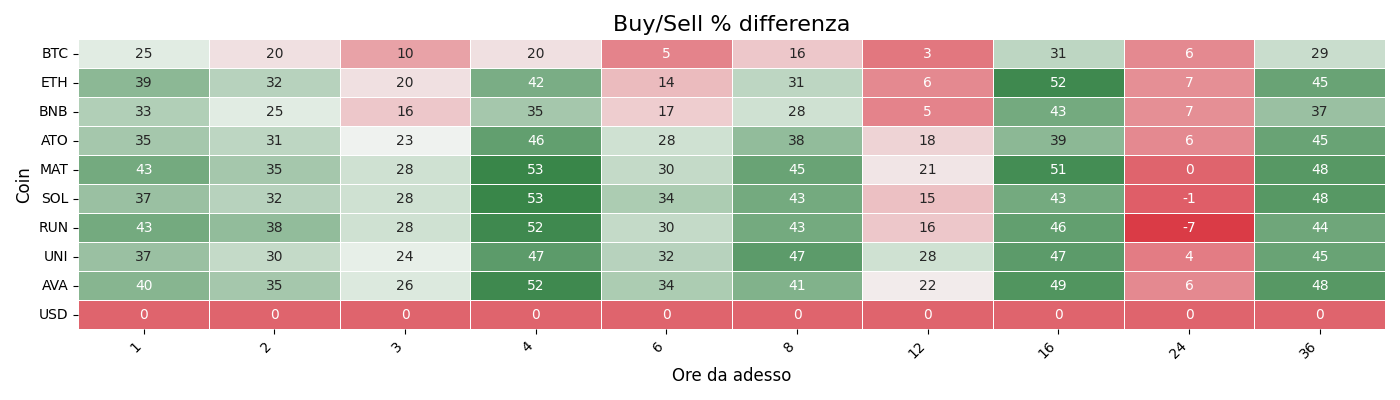 Buy/Sell % differenza
Coin
BTC 25 20 10 20 5 16 3 31 6 29
ETH 39 32 20 42 14 31 6 52 7 45
BNB 33 25 16 35 17 28 5 43 7 37
ATO 35 31 23 46 28 38 18 39 6 45
MAT 43 35 28 53 30 45 21 51 0 48
SOL 37 32 28 53 34 43 15 43 -1 48
RUN 43 38 28 52 30 43 16 46 -7 44
UNI 37 30 24 47 32 47 28 47 4 45
AVA 40 35 26 52 34 41 22 49 6 48
USD 0 0 0 0 0 0 0 0 0 0
1 2 3 4 6 8 12 16 24 36
Ore da adesso